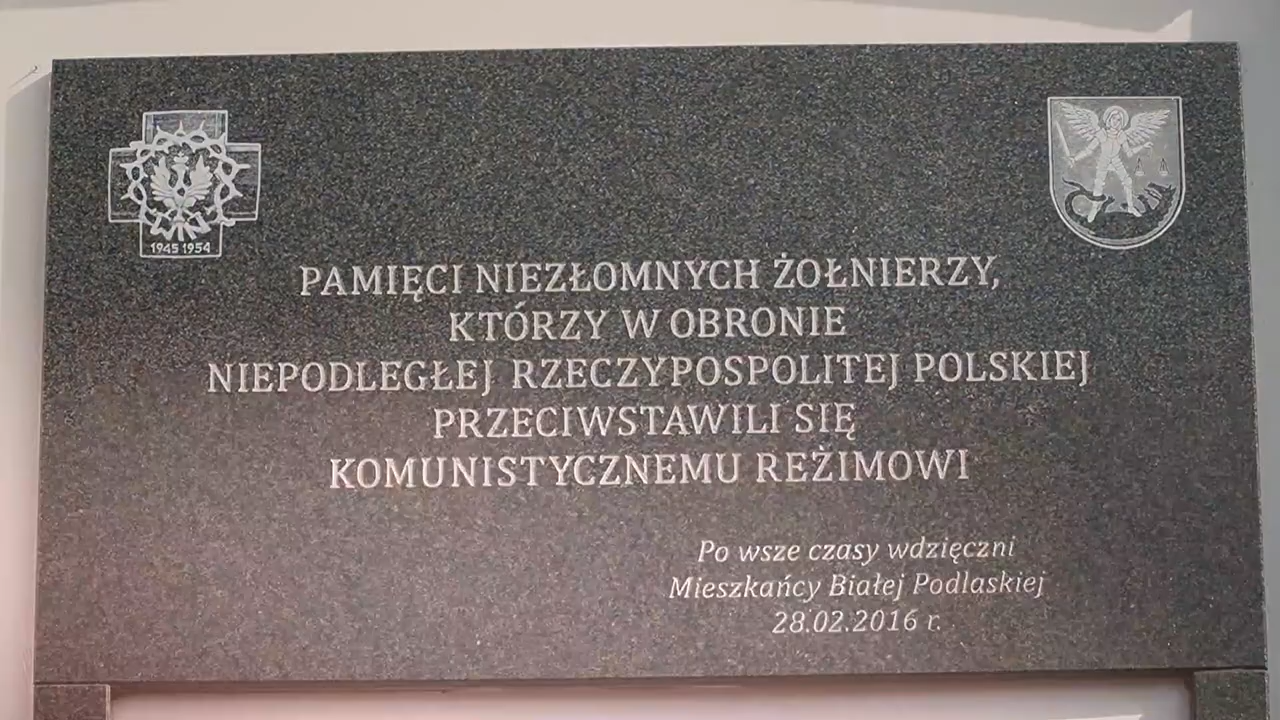 1945 1954
PAMIĘCI NIEZŁOMNYCH ŻOŁNIERZY,
KTÓRZY W OBRONIE
NIEPODLEGŁEJ RZECZYPOSPOLITEJ POLSKIEJ
PRZECIWSTAWILI SIĘ
KOMUNISTYCZNEMU REŻIMOWI
Po wsze czasy wdzięczni
Mieszkańcy Białej Podlaskiej
28.02.2016 r.